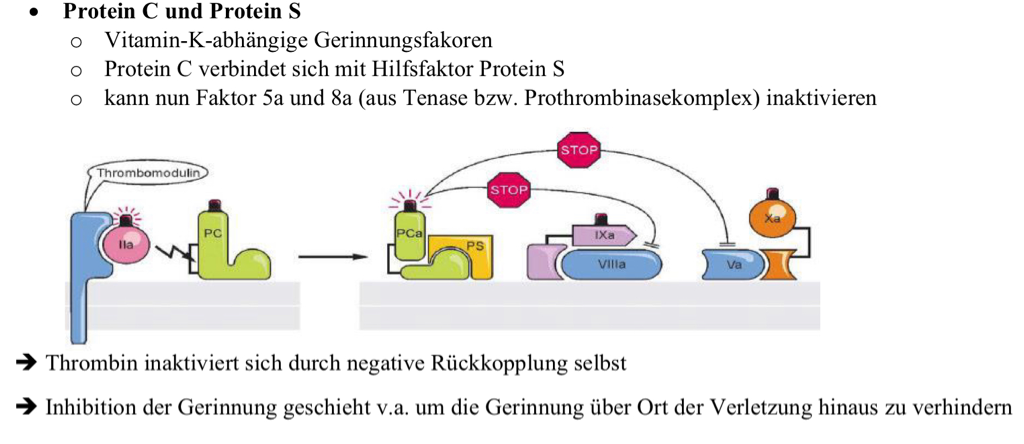 • Protein C und Protein S
o Vitamin-K-abhängige Gerinnungsfakoren
o Protein C verbindet sich mit Hilfsfaktor Protein S
o kann nun Faktor 5a und 8a (aus Tenase bzw. Prothrombinasekomplex) inaktivieren
STOP
Thrombomodulin
STOP
IIa
PC
PCa
PS
IXa
VIIIa
Va
Xa
➔ Thrombin inaktiviert sich durch negative Rückkopplung selbst
➔ Inhibition der Gerinnung geschieht v.a. um die Gerinnung über Ort der Verletzung hinaus zu verhindern